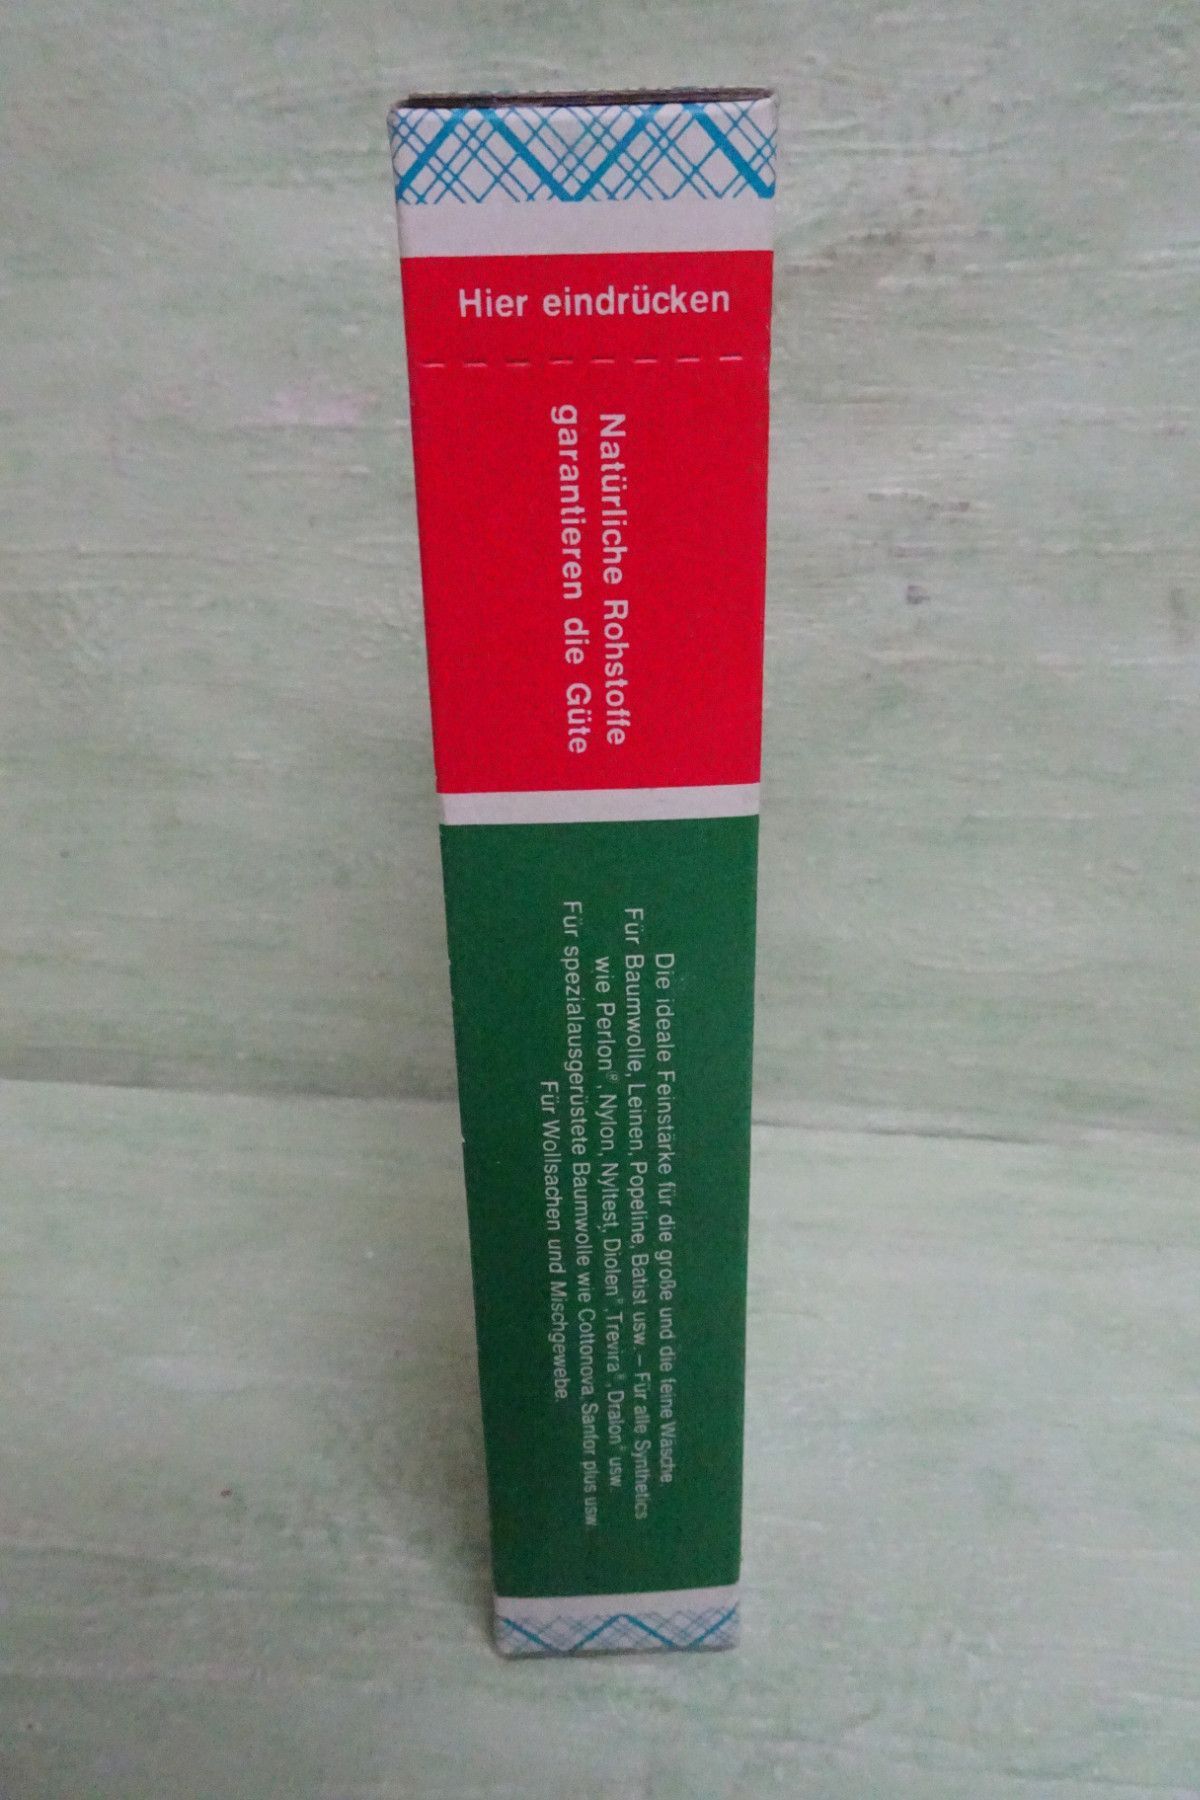 Hier eindrücken
Natürliche Rohstoffe
garantieren die Güte
Die ideale Feinstärke für die große und die feine Wäsche.
Für Baumwolle, Leinen, Popeline, Batist usw. – Für alle Synthetics
wie Perlon®, Nylon, Nyltest, Diolen®, Trevira®, Dralon® usw.
Für spezialausgerüstete Baumwolle wie Cottonova, Sanfor plus usw.
Für Wollsachen und Mischgewebe.